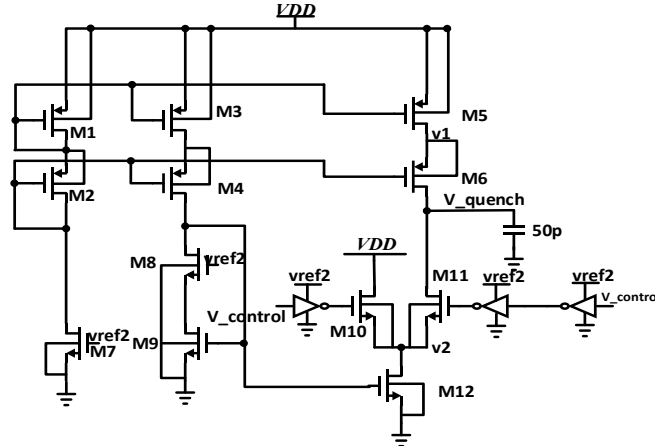 VDD
M1
M3
M5
v1
M2
M4
M6
V_quench
50p
VDD
M8
vref2
vref2
M11
vref2
vref2
V_control
V_control
vref2
M7
M9
M10
v2
M12